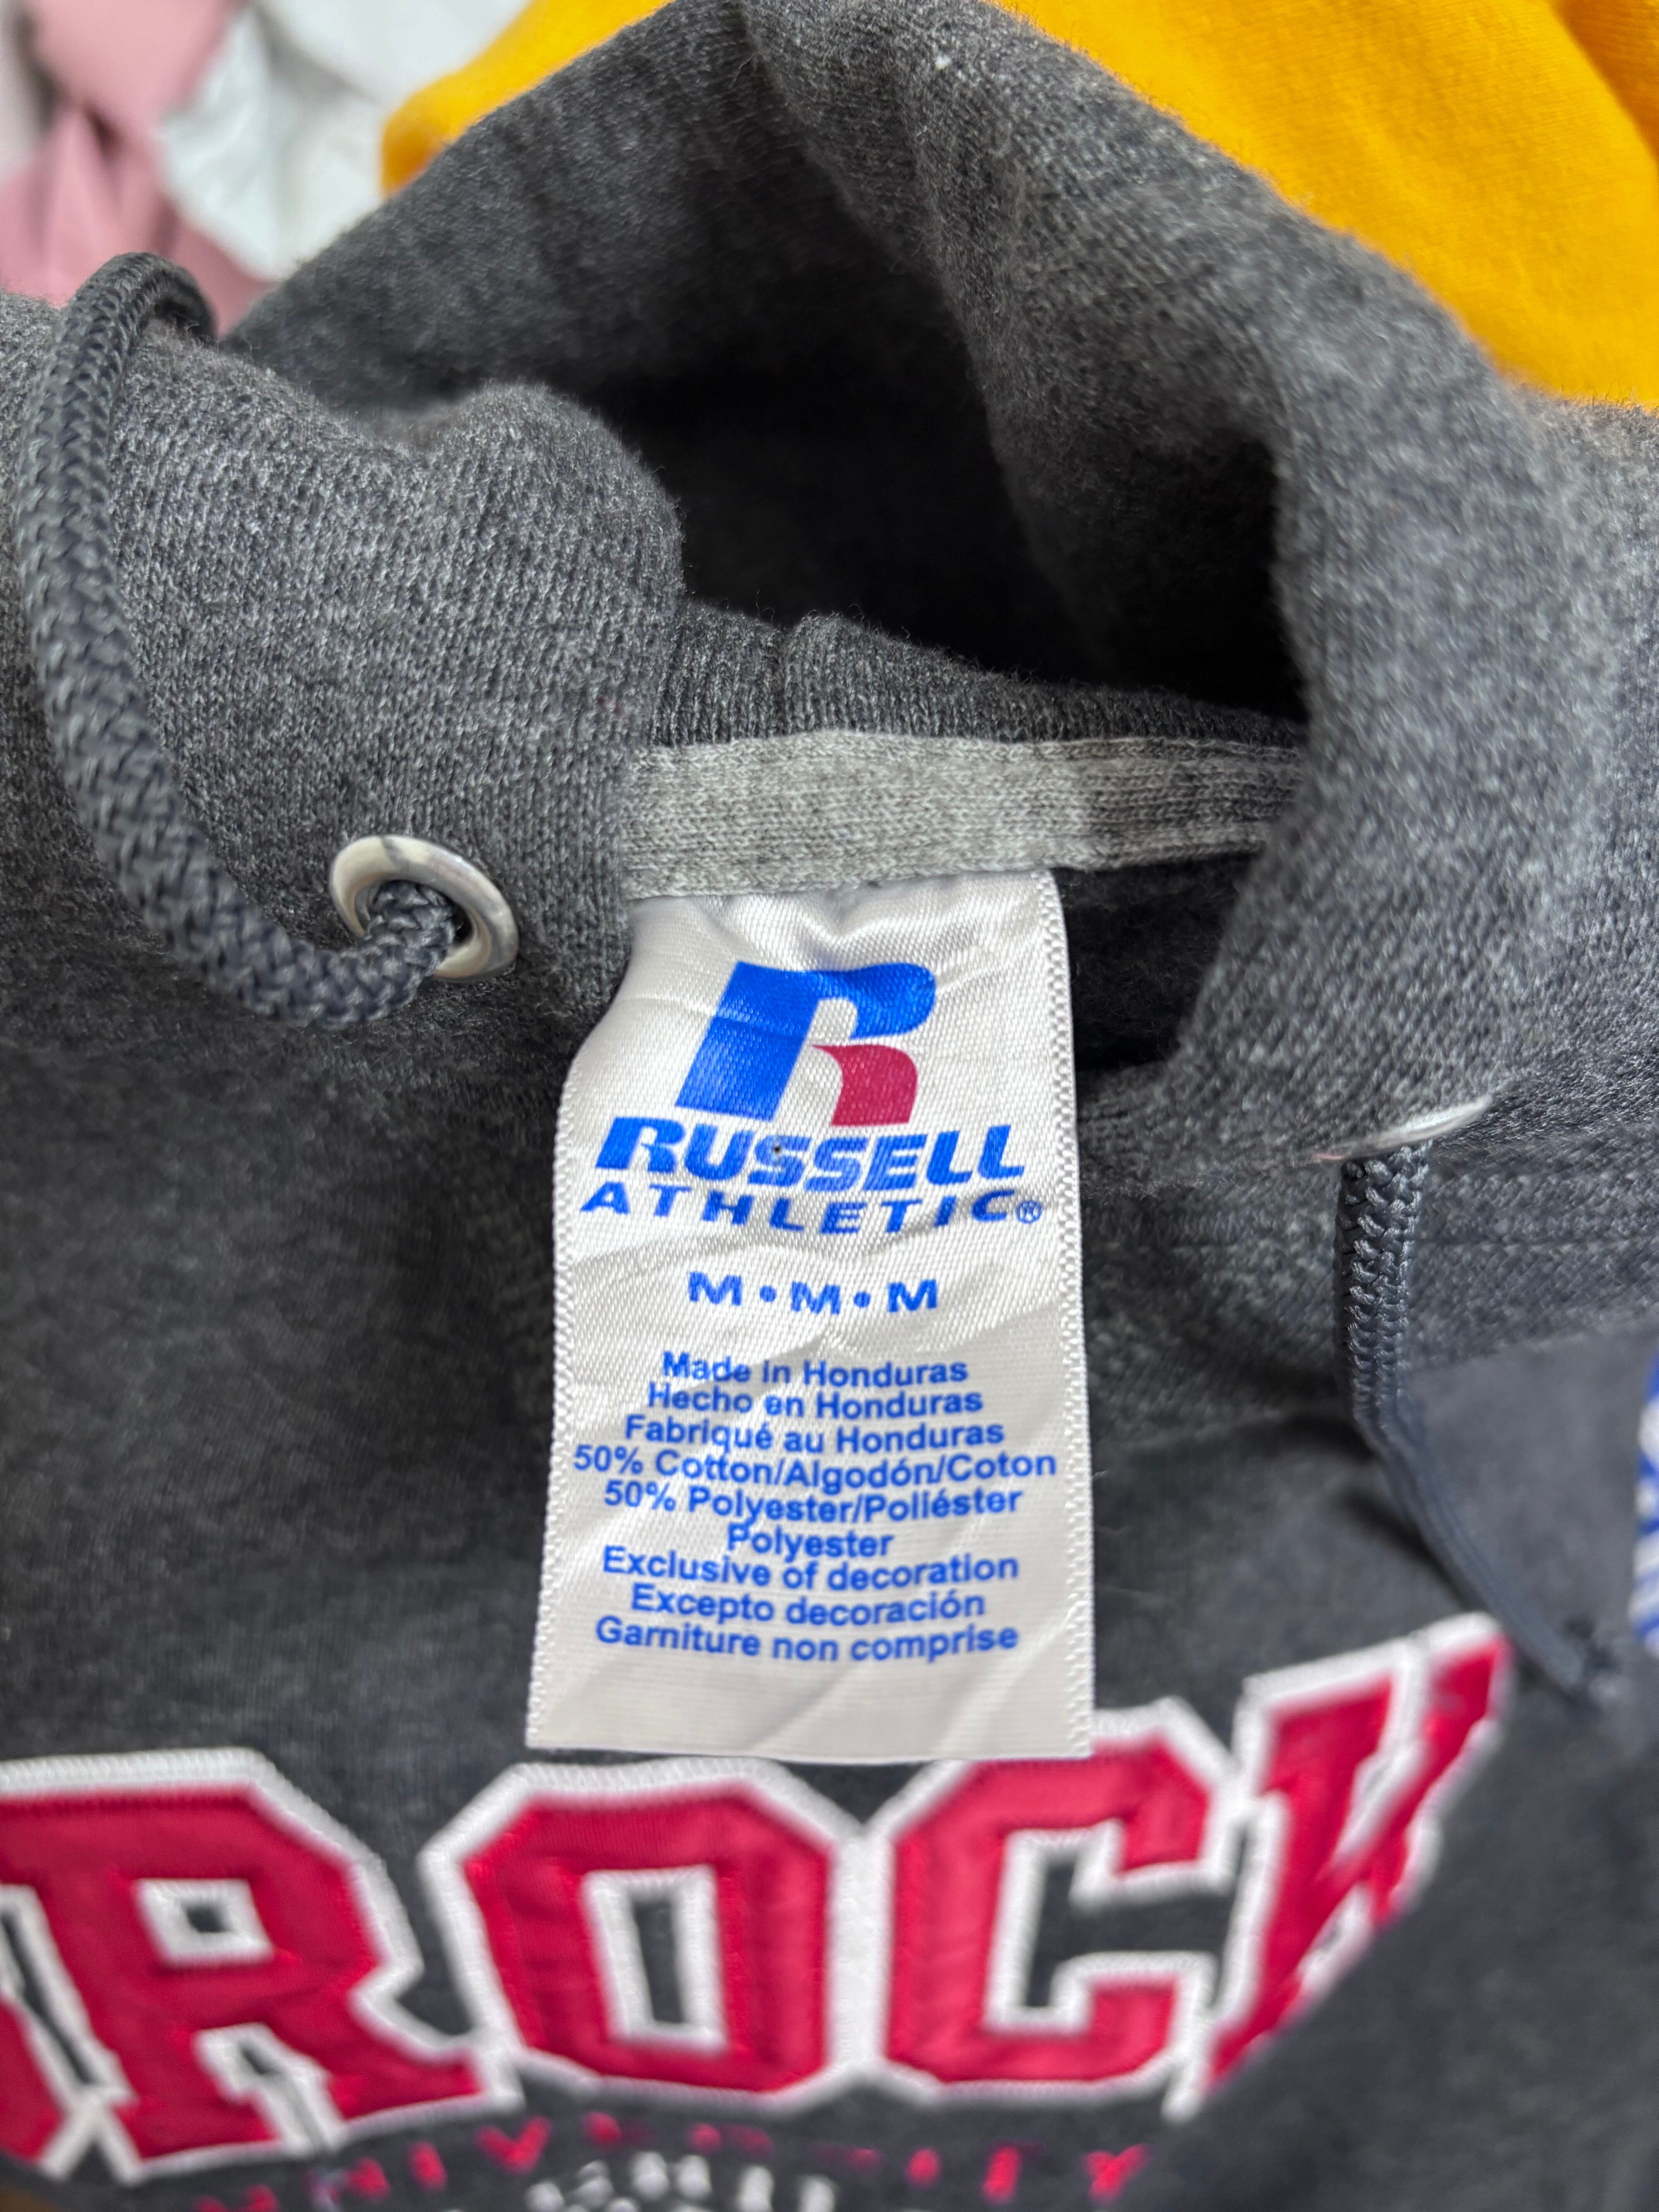 RUSSELL
ATHLETIC®
M•M•M
Made in Honduras
Hecho en Honduras
Fabriqué au Honduras
50% Cotton/Algodón/Coton
50% Polyester/Poliéster
Polyester
Exclusive of decoration
Excepto decoración
Garniture non comprise
ROCK
UNIVERSITY